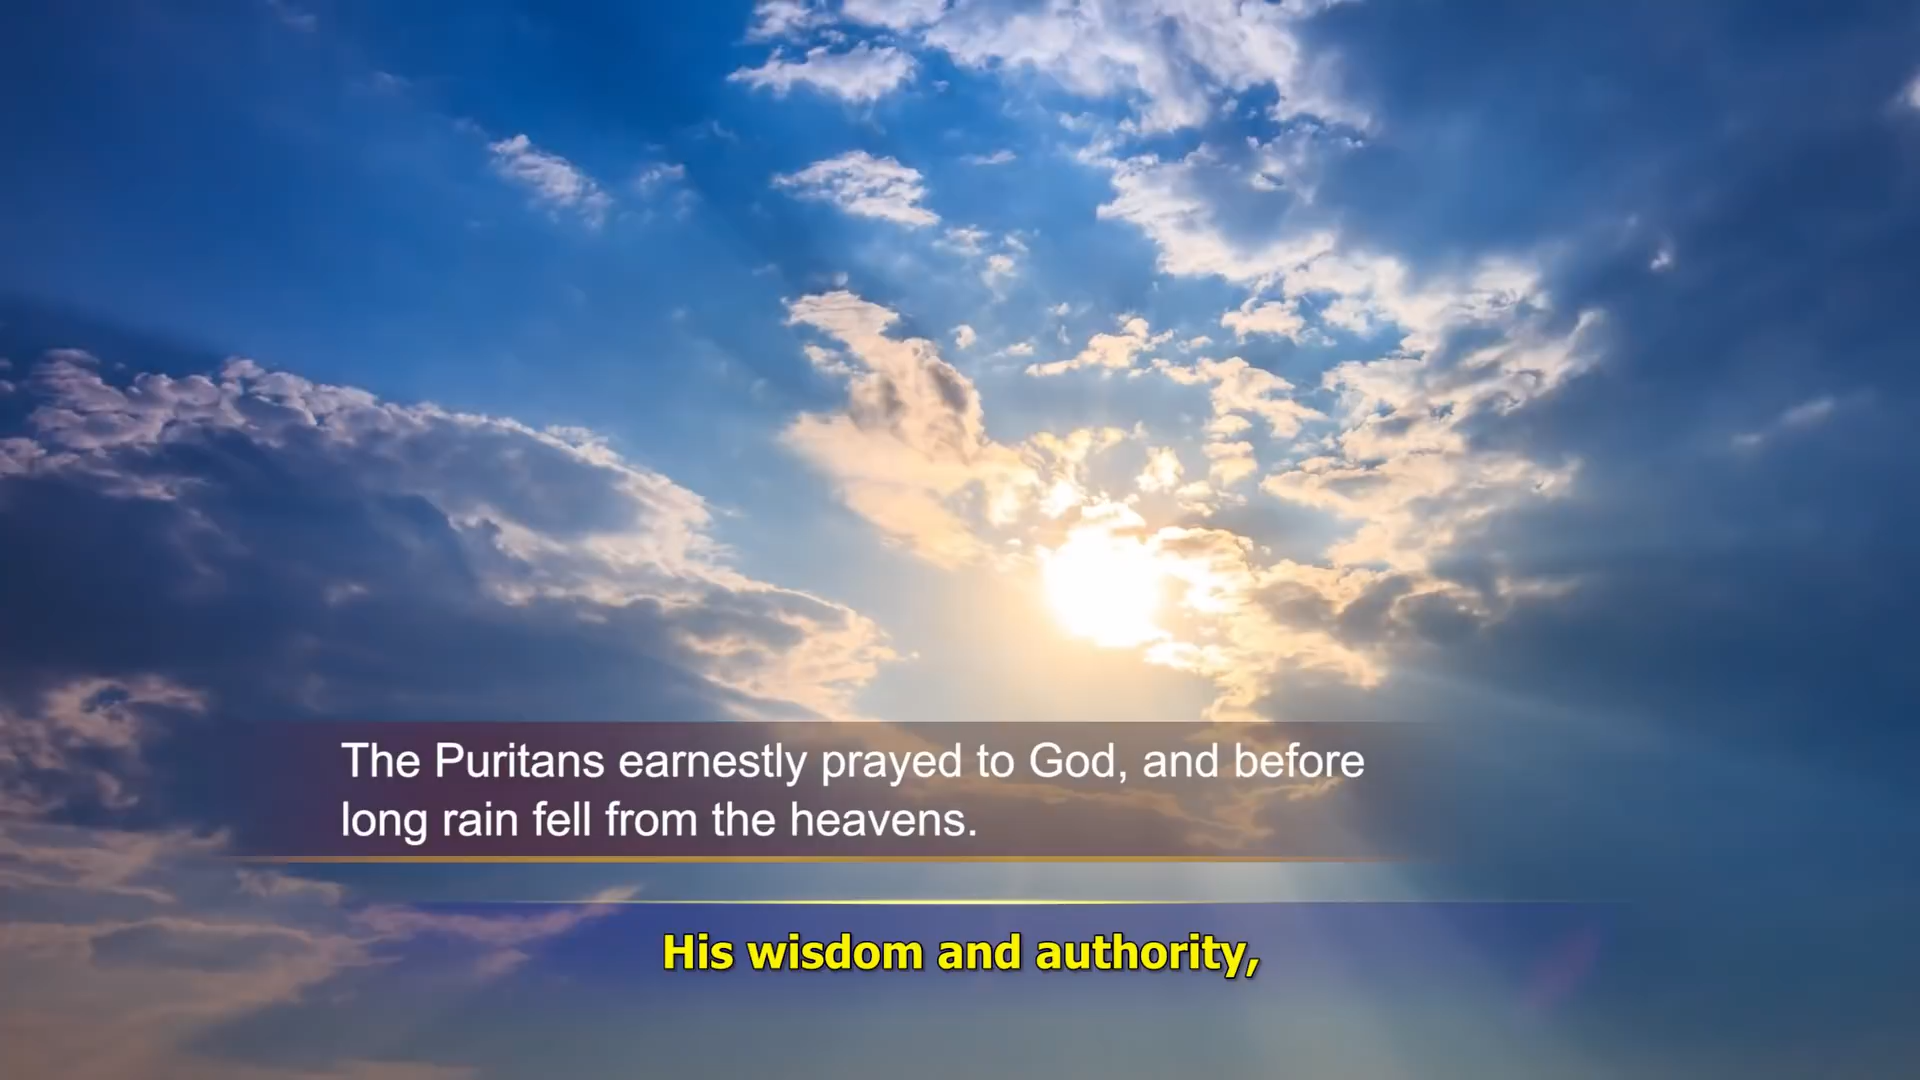 The Puritans earnestly prayed to God, and before
long rain fell from the heavens.
His wisdom and authority,